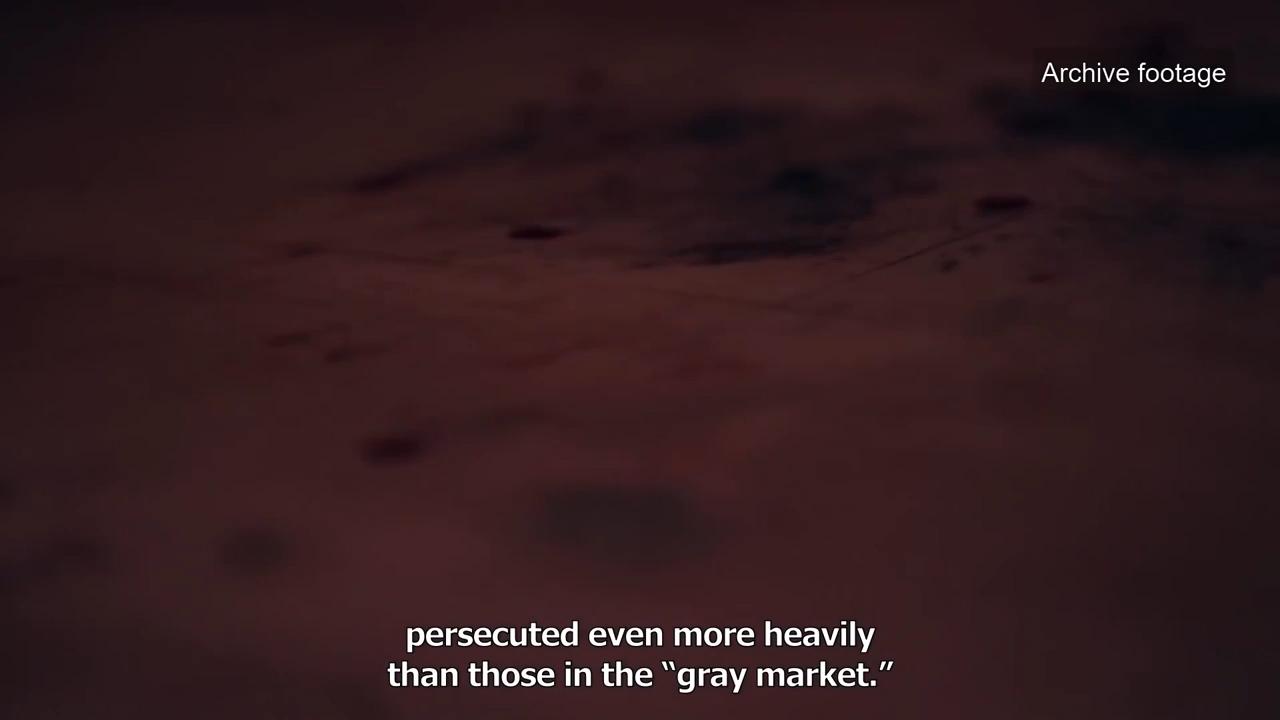 Archive footage
persecuted even more heavily
than those in the “gray market.”